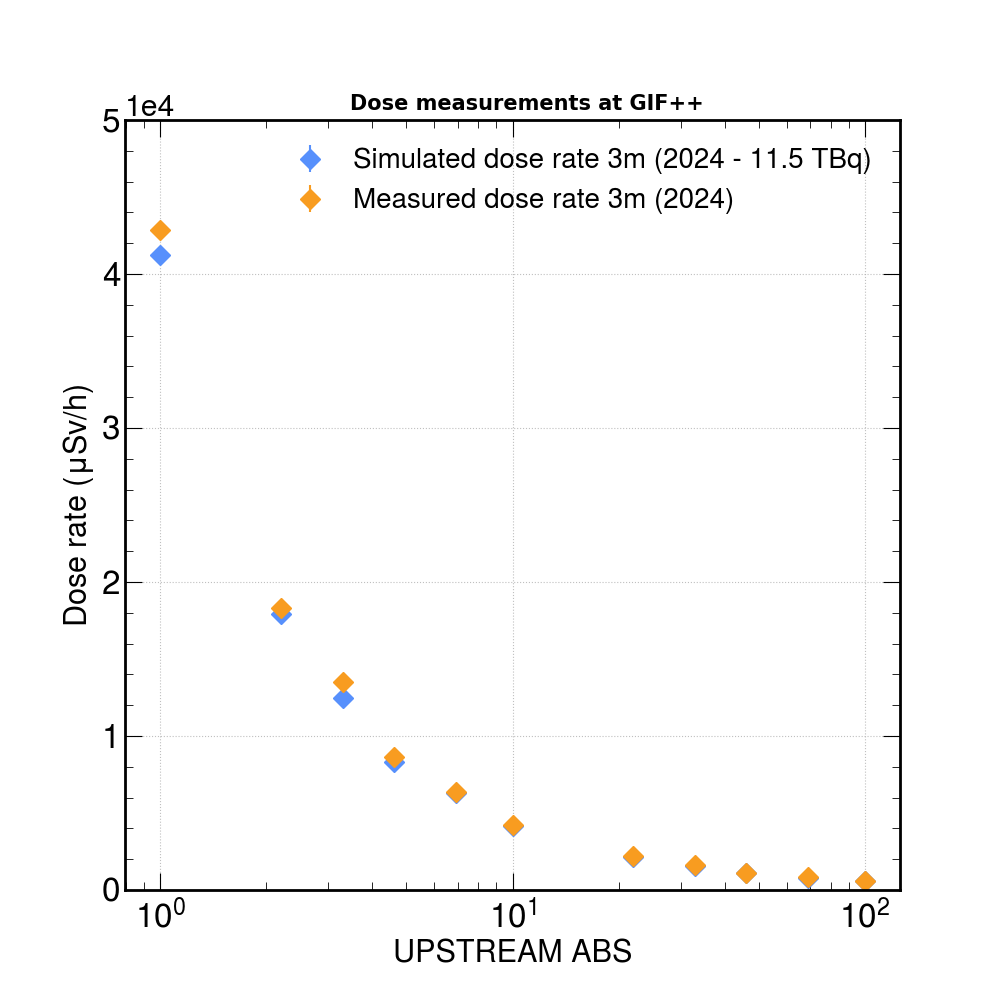 Dose measurements at GIF++
1e4
Simulated dose rate 3m (2024 - 11.5 TBq)
Measured dose rate 3m (2024)
5
4
3
2
1
0
Dose rate (µSv/h)
10⁰
10¹
10²
UPSTREAM ABS